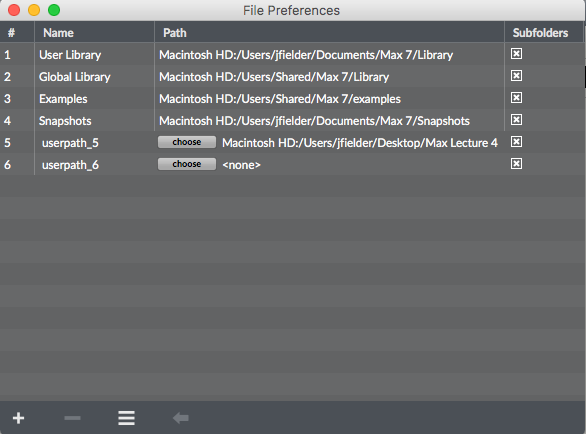 File Preferences
# Name Path Subfolders
1 User Library Macintosh HD:/Users/jfielder/Documents/Max 7/Library
2 Global Library Macintosh HD:/Users/Shared/Max 7/Library
3 Examples Macintosh HD:/Users/Shared/Max 7/examples
4 Snapshots Macintosh HD:/Users/jfielder/Documents/Max 7/Snapshots
5 userpath_5 choose Macintosh HD:/Users/jfielder/Desktop/Max Lecture 4
6 userpath_6 choose <none>